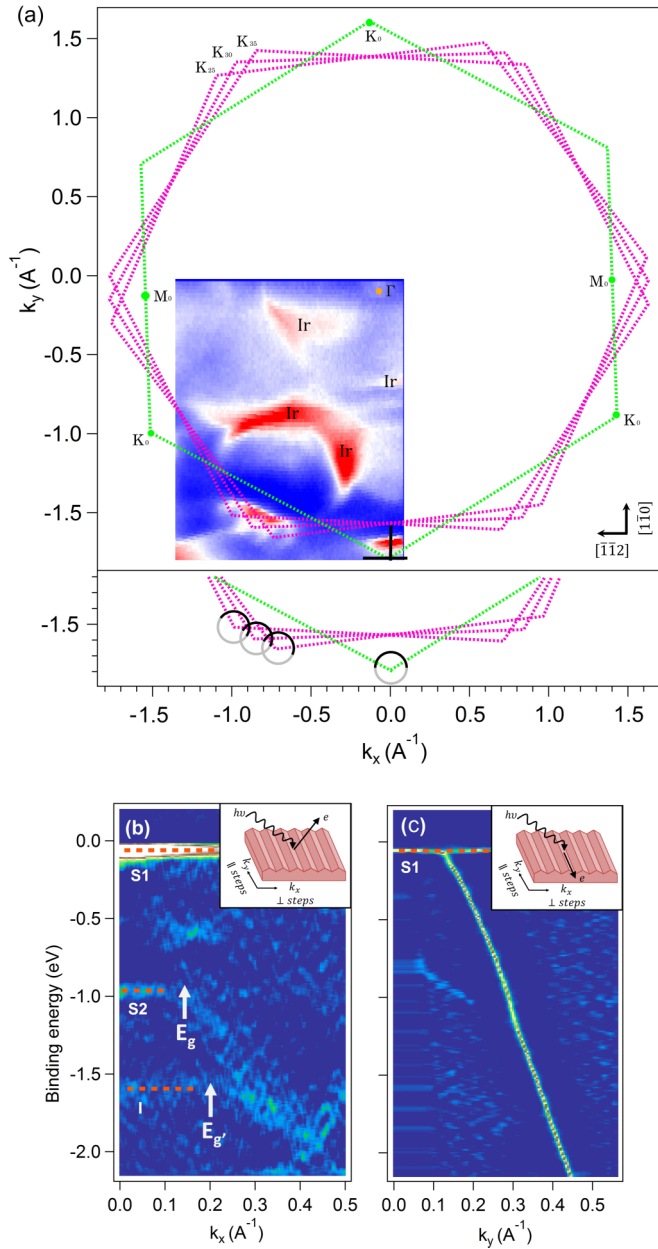 (a)
K₃₅
K₃₀
K₂₅
K₀
1.5
1.0
0.5
0.0
-0.5
-1.0
-1.5
k_y (A⁻¹)
Γ
M₀
M₀
Ir
Ir
Ir
Ir
K₀
K₀
[1̄1̄2]
[11̄0]
-1.5
-1.5 -1.0 -0.5 0.0 0.5 1.0 1.5
k_x (A⁻¹)
(b)
hν
e
k_y
∥ steps
k_x
⊥ steps
S1
S2
E_g
I
E_g'
0.0
-0.5
-1.0
-1.5
-2.0
Binding energy (eV)
0.0 0.1 0.2 0.3 0.4 0.5
k_x (A⁻¹)
(c)
hν
e
k_y
∥ steps
k_x
⊥ steps
S1
0.0 0.1 0.2 0.3 0.4 0.5
k_y (A⁻¹)